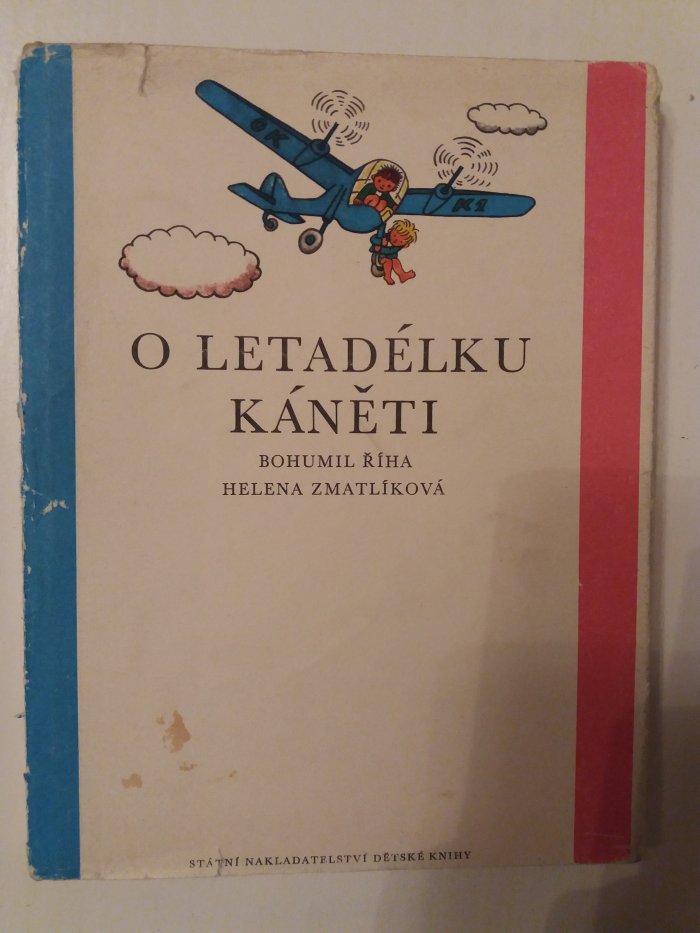 OK
K1
O LETADÉLKU
KÁNĚTI
BOHUMIL ŘÍHA
HELENA ZMATLÍKOVÁ
STÁTNÍ NAKLADATELSTVÍ DĚTSKÉ KNIHY